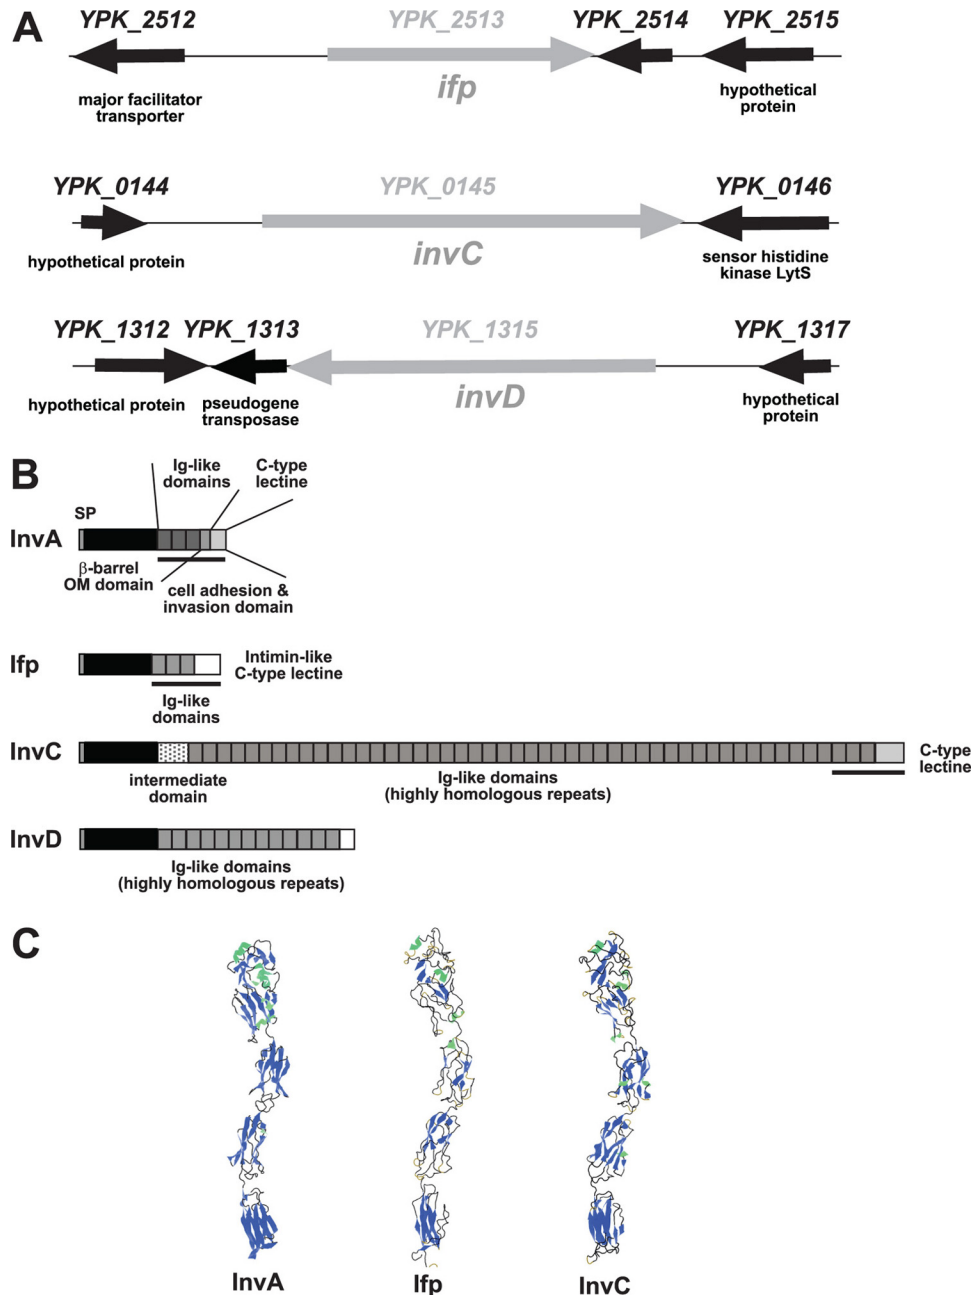 A
YPK_2512 YPK_2513 YPK_2514 YPK_2515
ifp
major facilitator
transporter
hypothetical
protein
YPK_0144 YPK_0145 YPK_0146
invC
hypothetical protein
sensor histidine
kinase LytS
YPK_1312 YPK_1313 YPK_1315 YPK_1317
invD
hypothetical protein
pseudogene
transposase
hypothetical
protein
B
Ig-like
domains
C-type
lectine
SP
InvA
β-barrel
OM domain
cell adhesion &
invasion domain
Ifp
Intimin-like
C-type lectine
Ig-like
domains
InvC
C-type
lectine
intermediate
domain
Ig-like domains
(highly homologous repeats)
InvD
Ig-like domains
(highly homologous repeats)
C
InvA Ifp InvC